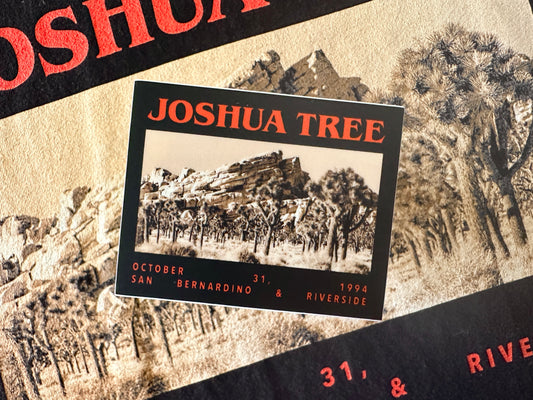 OSHUA
JOSHUA TREE
OCTOBER 31, 1994
SAN BERNARDINO & RIVERSIDE
31,
& RIVE